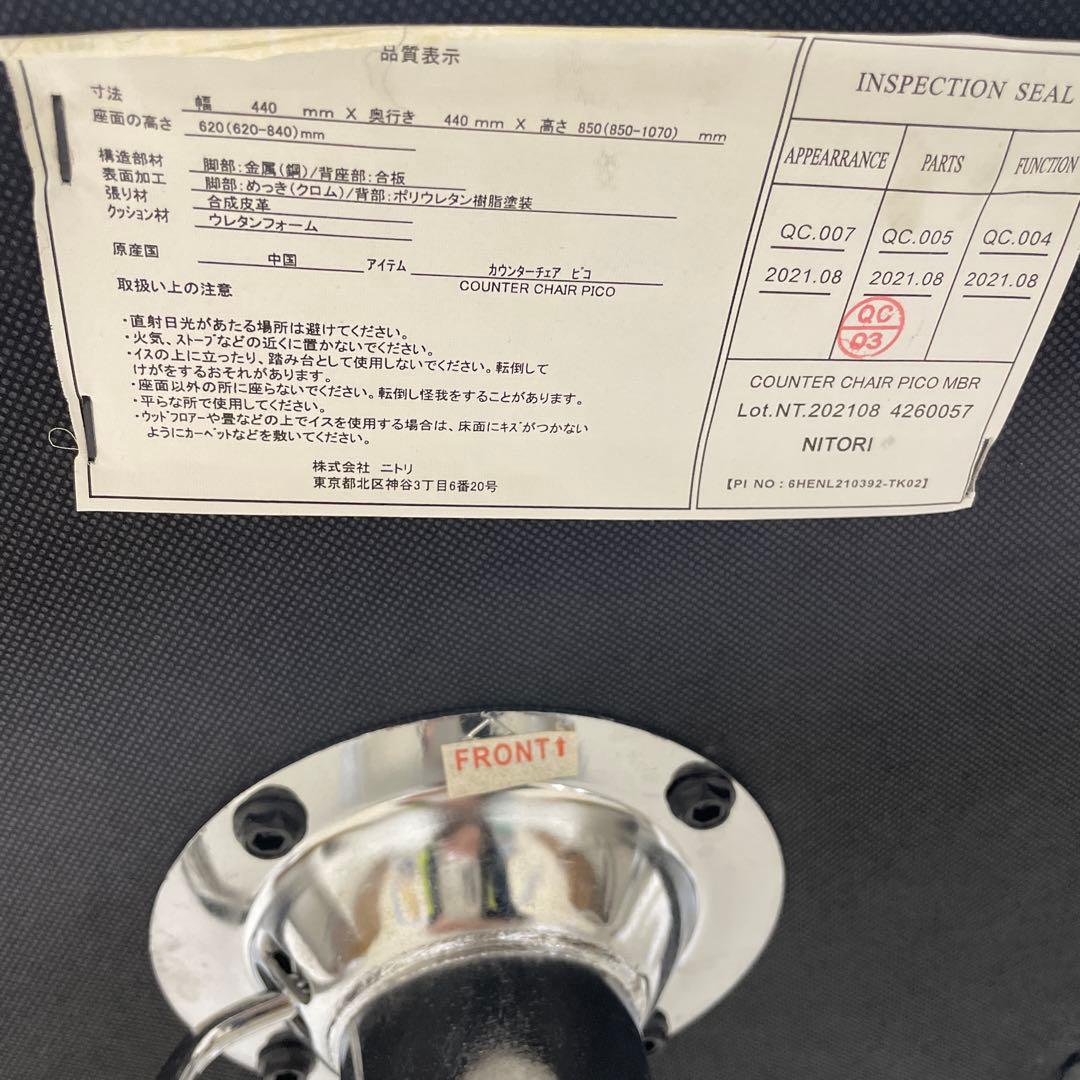 品質表示
寸法 幅 440 mm X 奥行き 440 mm X 高さ 850(850-1070) mm
座面の高さ 620(620-840)mm
構造部材 脚部:金属(鋼)/背座部:合板
表面加工 脚部:めっき(クロム)/背部:ポリウレタン樹脂塗装
張り材 合成皮革
クッション材 ウレタンフォーム
原産国 中国 アイテム カウンターチェア ピコ
COUNTER CHAIR PICO
取扱い上の注意
・直射日光があたる場所は避けてください。
・火気、ストーブなどの近くに置かないでください。
・イスの上に立ったり、踏み台として使用しないでください。転倒して
けがをするおそれがあります。
・座面以外の所に座らないでください。転倒し怪我をすることがあります。
・平らな所で使用してください。
・ウッドフロアーや畳などの上でイスを使用する場合は、床面にキズがつかない
ようにカーペットなどを敷いてください。
株式会社 ニトリ
東京都北区神谷3丁目6番20号
INSPECTION SEAL
APPEARRANCE PARTS FUNCTION
QC.007 QC.005 QC.004
2021.08 2021.08 2021.08
QC
03
COUNTER CHAIR PICO MBR
Lot.NT.202108 4260057
NITORI
【PI NO : 6HENL210392-TK02】
FRONT↑